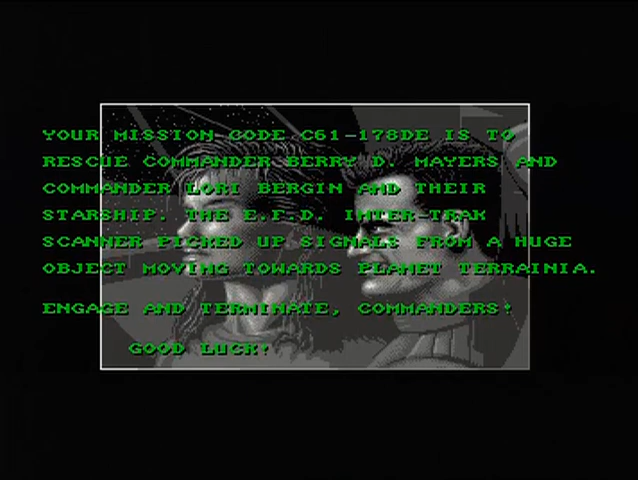 YOUR MISSION-CODE C61-178DE IS TO
RESCUE COMMANDER BERRY D. MAYERS AND
COMMANDER LORI BERGIN AND THEIR
STARSHIP. THE E.F.D. INTER-TRAK
SCANNER PICKED UP SIGNALS FROM A HUGE
OBJECT MOVING TOWARDS PLANET TERRAINIA.
ENGAGE AND TERMINATE, COMMANDERS!
GOOD LUCK!